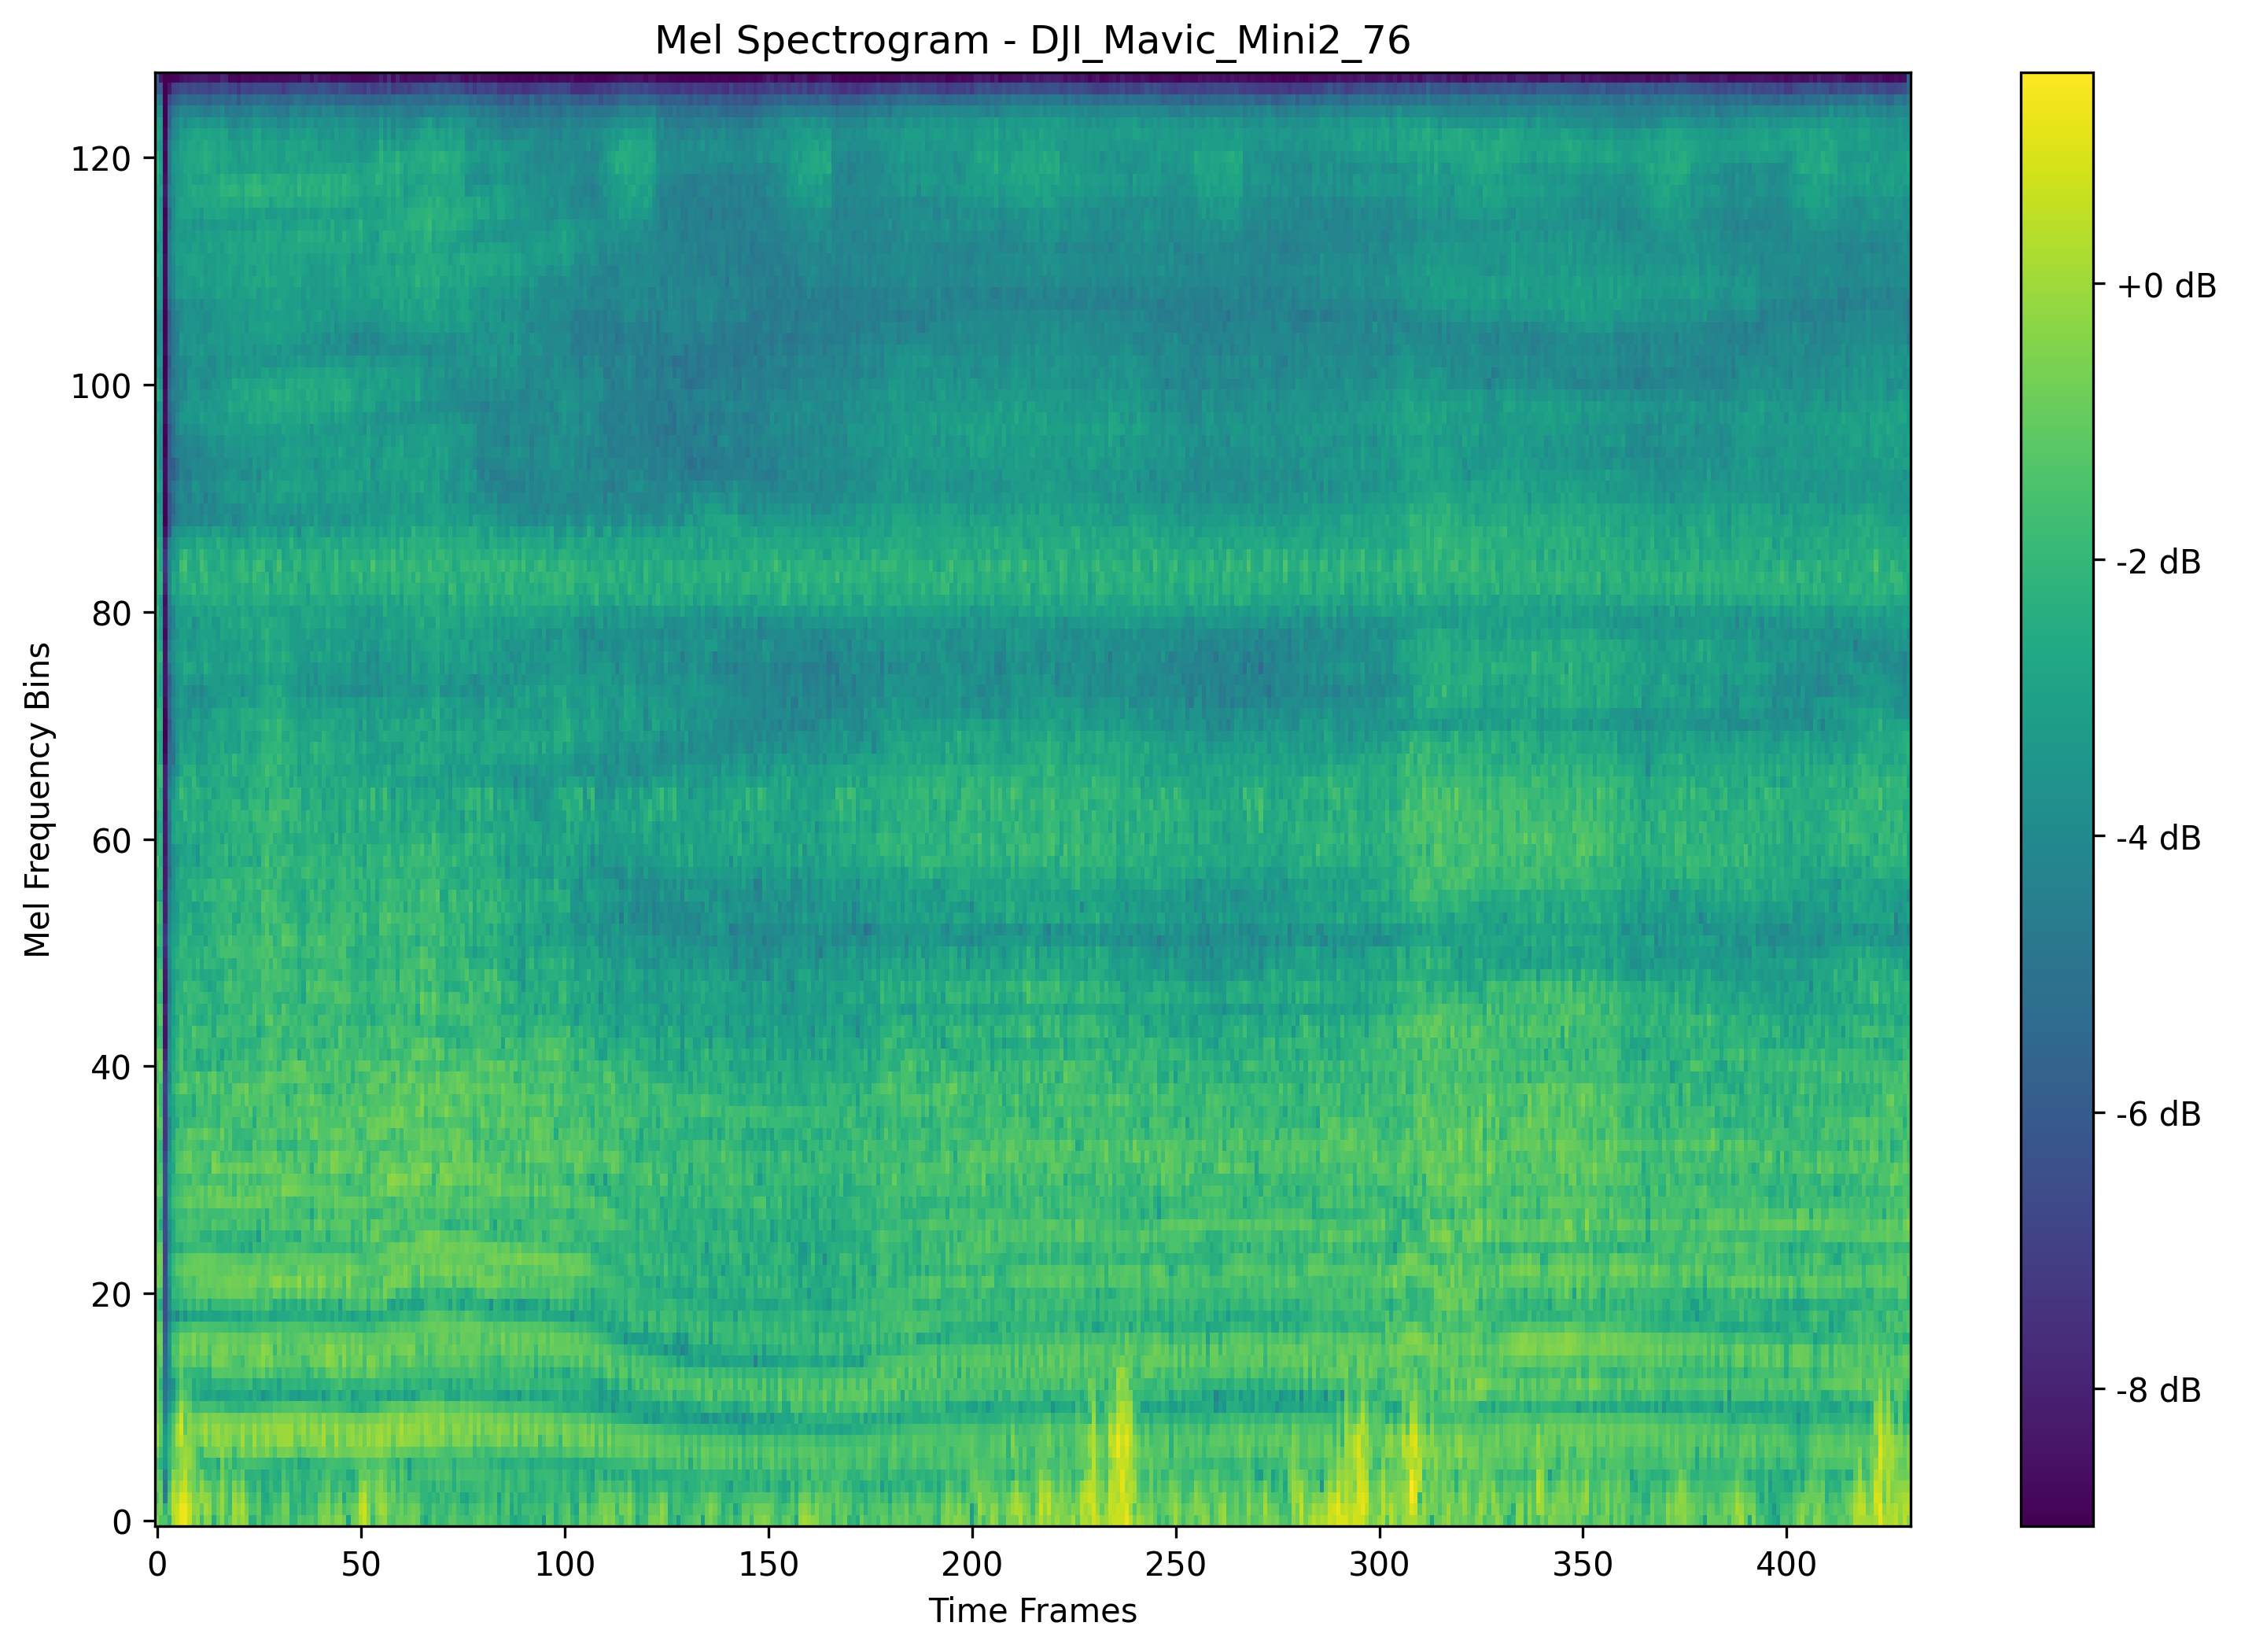 Mel Spectrogram - DJI_Mavic_Mini2_76
120
100
80
60
40
20
0
Mel Frequency Bins
0 50 100 150 200 250 300 350 400
Time Frames
+0 dB
-2 dB
-4 dB
-6 dB
-8 dB